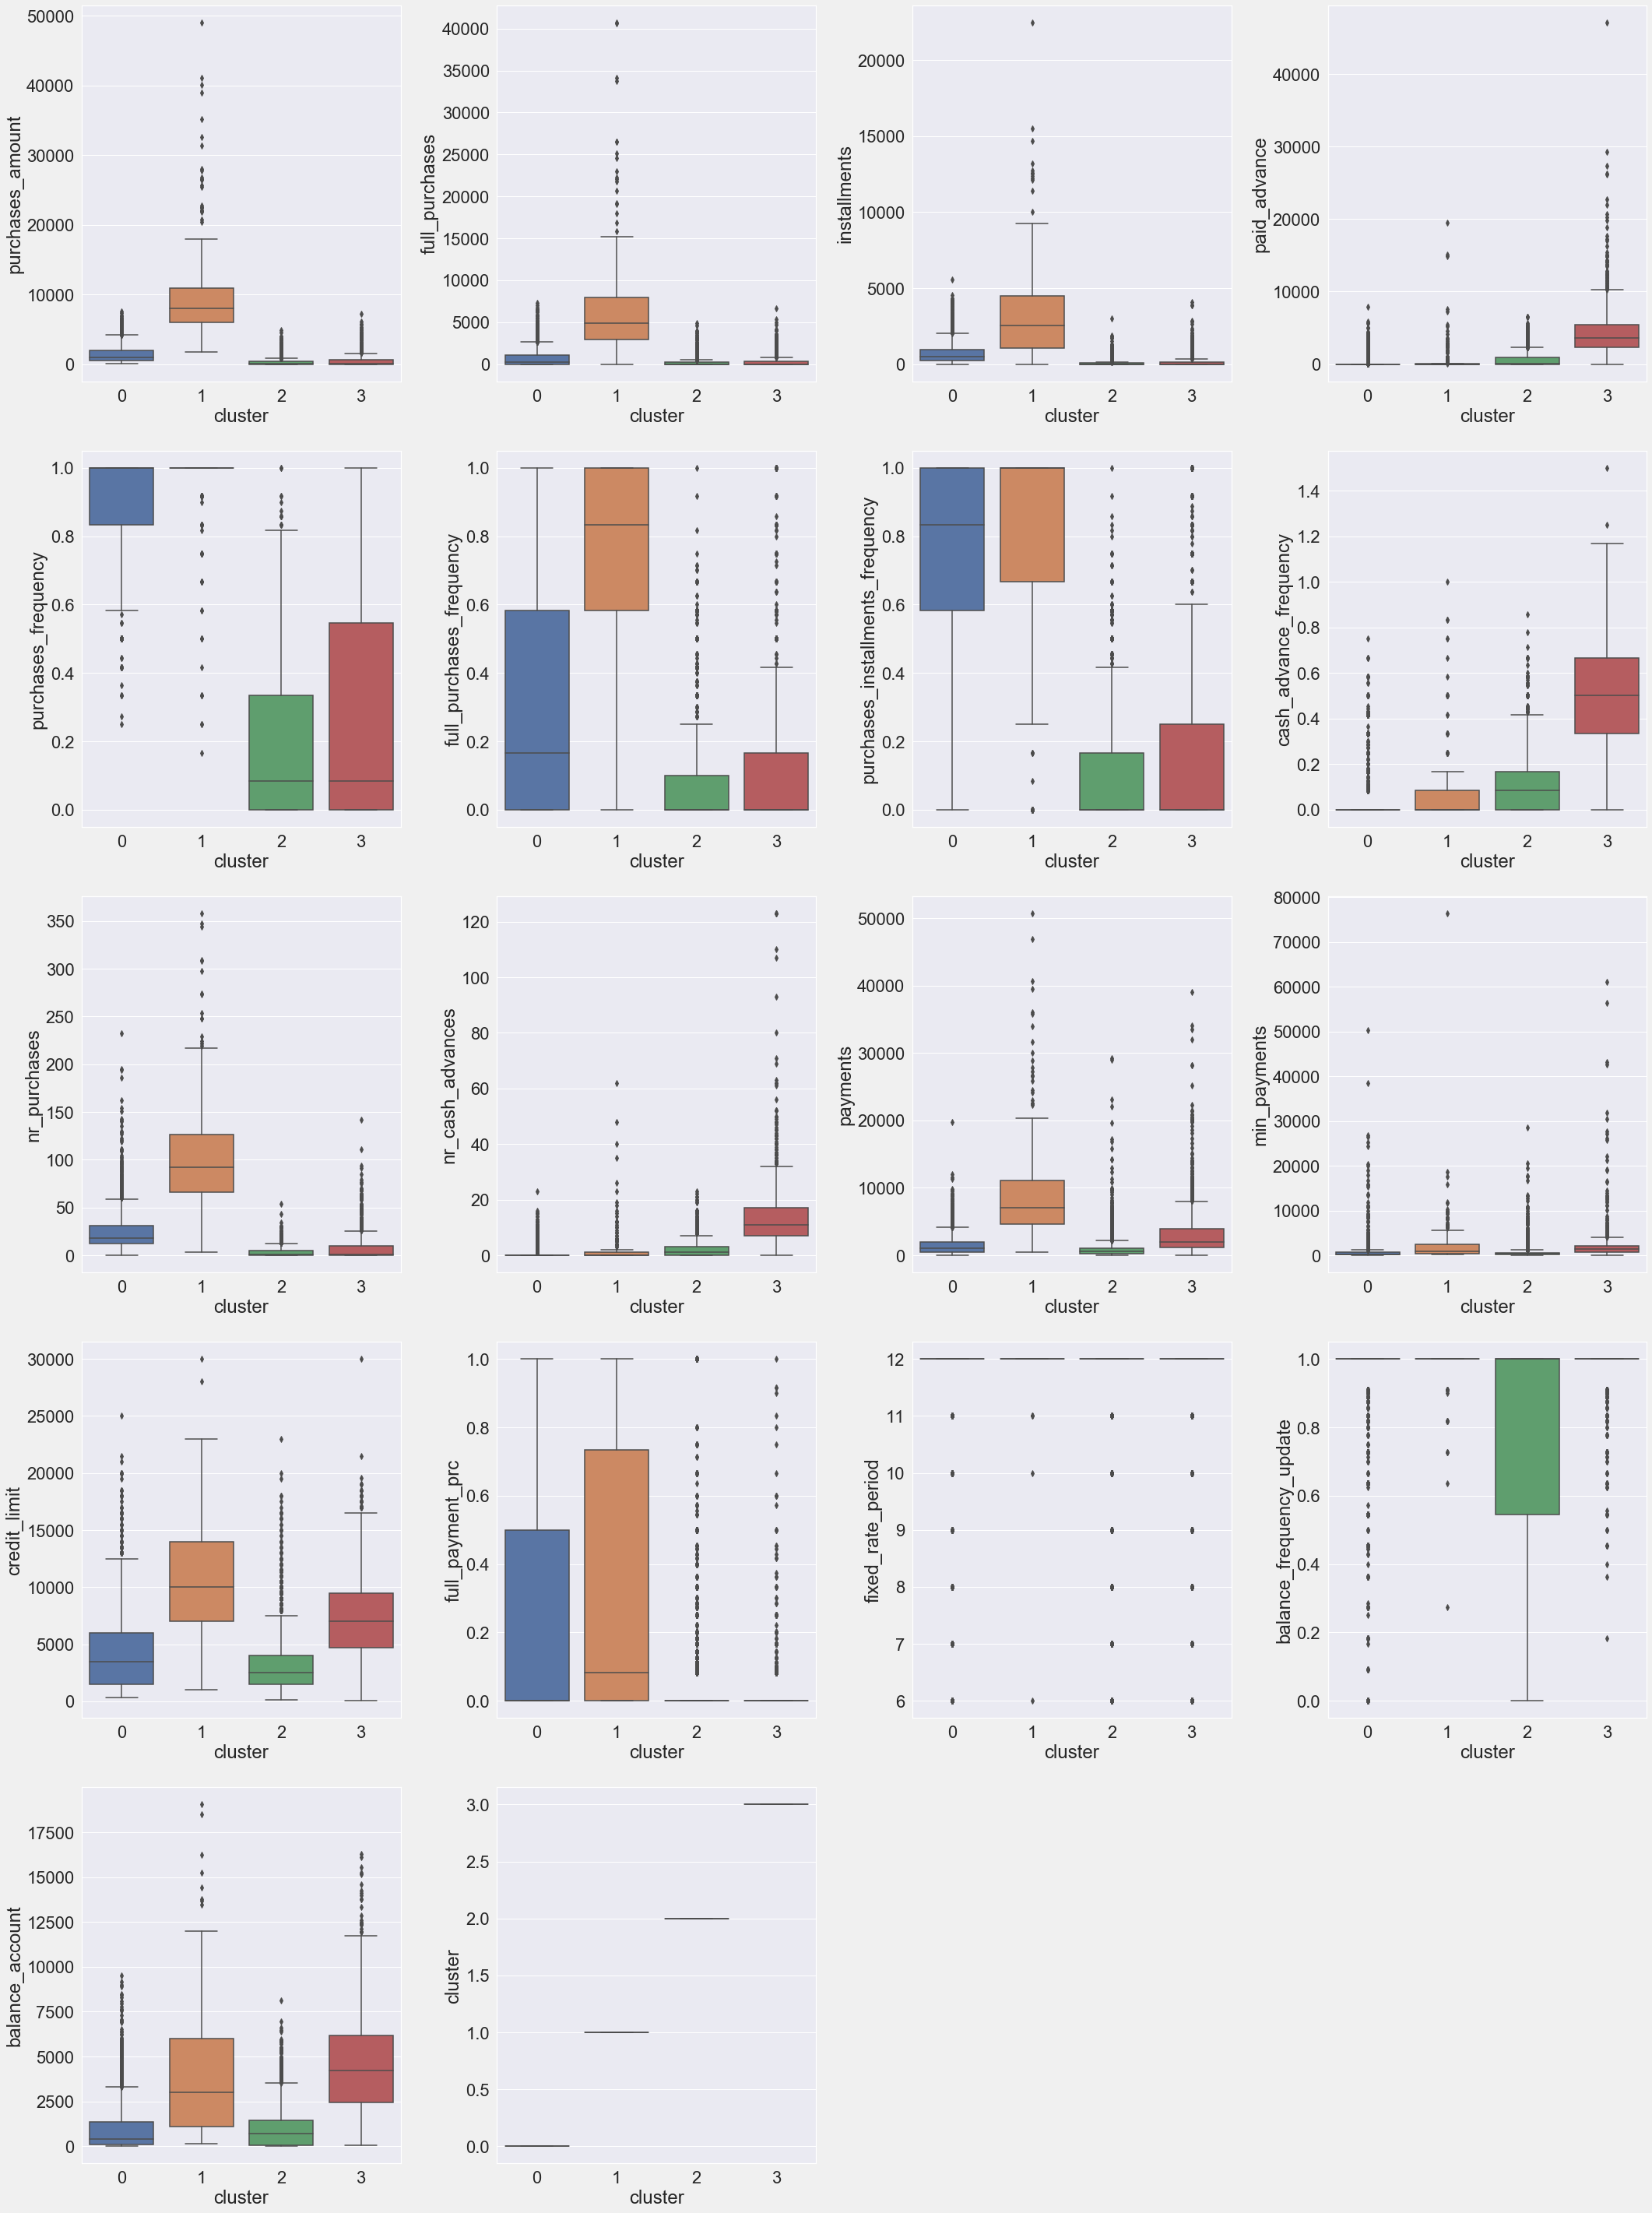 50000
40000
30000
20000
10000
0
purchases_amount
0 1 2 3
cluster
40000
35000
30000
25000
20000
15000
10000
5000
0
full_purchases
0 1 2 3
cluster
20000
15000
10000
5000
0
installments
0 1 2 3
cluster
40000
30000
20000
10000
0
paid_advance
0 1 2 3
cluster
1.0
0.8
0.6
0.4
0.2
0.0
purchases_frequency
0 1 2 3
cluster
1.0
0.8
0.6
0.4
0.2
0.0
full_purchases_frequency
0 1 2 3
cluster
1.0
0.8
0.6
0.4
0.2
0.0
purchases_installments_frequency
0 1 2 3
cluster
1.4
1.2
1.0
0.8
0.6
0.4
0.2
0.0
cash_advance_frequency
0 1 2 3
cluster
350
300
250
200
150
100
50
0
nr_purchases
0 1 2 3
cluster
120
100
80
60
40
20
0
nr_cash_advances
0 1 2 3
cluster
50000
40000
30000
20000
10000
0
payments
0 1 2 3
cluster
80000
70000
60000
50000
40000
30000
20000
10000
0
min_payments
0 1 2 3
cluster
30000
25000
20000
15000
10000
5000
0
credit_limit
0 1 2 3
cluster
1.0
0.8
0.6
0.4
0.2
0.0
full_payment_prc
0 1 2 3
cluster
12
11
10
9
8
7
6
fixed_rate_period
0 1 2 3
cluster
1.0
0.8
0.6
0.4
0.2
0.0
balance_frequency_update
0 1 2 3
cluster
17500
15000
12500
10000
7500
5000
2500
0
balance_account
0 1 2 3
cluster
3.0
2.5
2.0
1.5
1.0
0.5
0.0
cluster
0 1 2 3
cluster